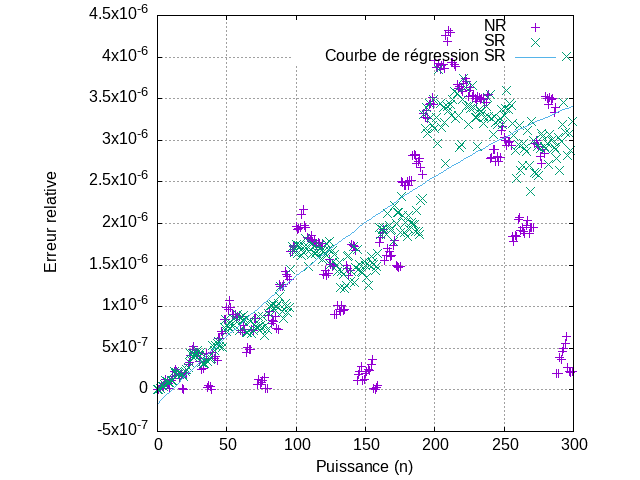 4.5x10⁻⁶
4x10⁻⁶
3.5x10⁻⁶
3x10⁻⁶
2.5x10⁻⁶
2x10⁻⁶
1.5x10⁻⁶
1x10⁻⁶
5x10⁻⁷
0
-5x10⁻⁷
Erreur relative
NR
SR
Courbe de régression SR
0 50 100 150 200 250 300
Puissance (n)